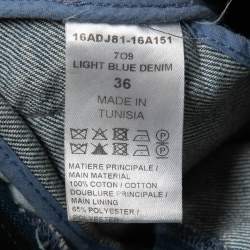 16ADJ81-16A151
709
LIGHT BLUE DENIM
36
MADE IN
TUNISIA
MATIERE PRINCIPALE /
MAIN MATERIAL
100% COTON / COTTON
DOUBLURE PRINCIPALE /
MAIN LINING
65% POLYESTER /
POLYESTER